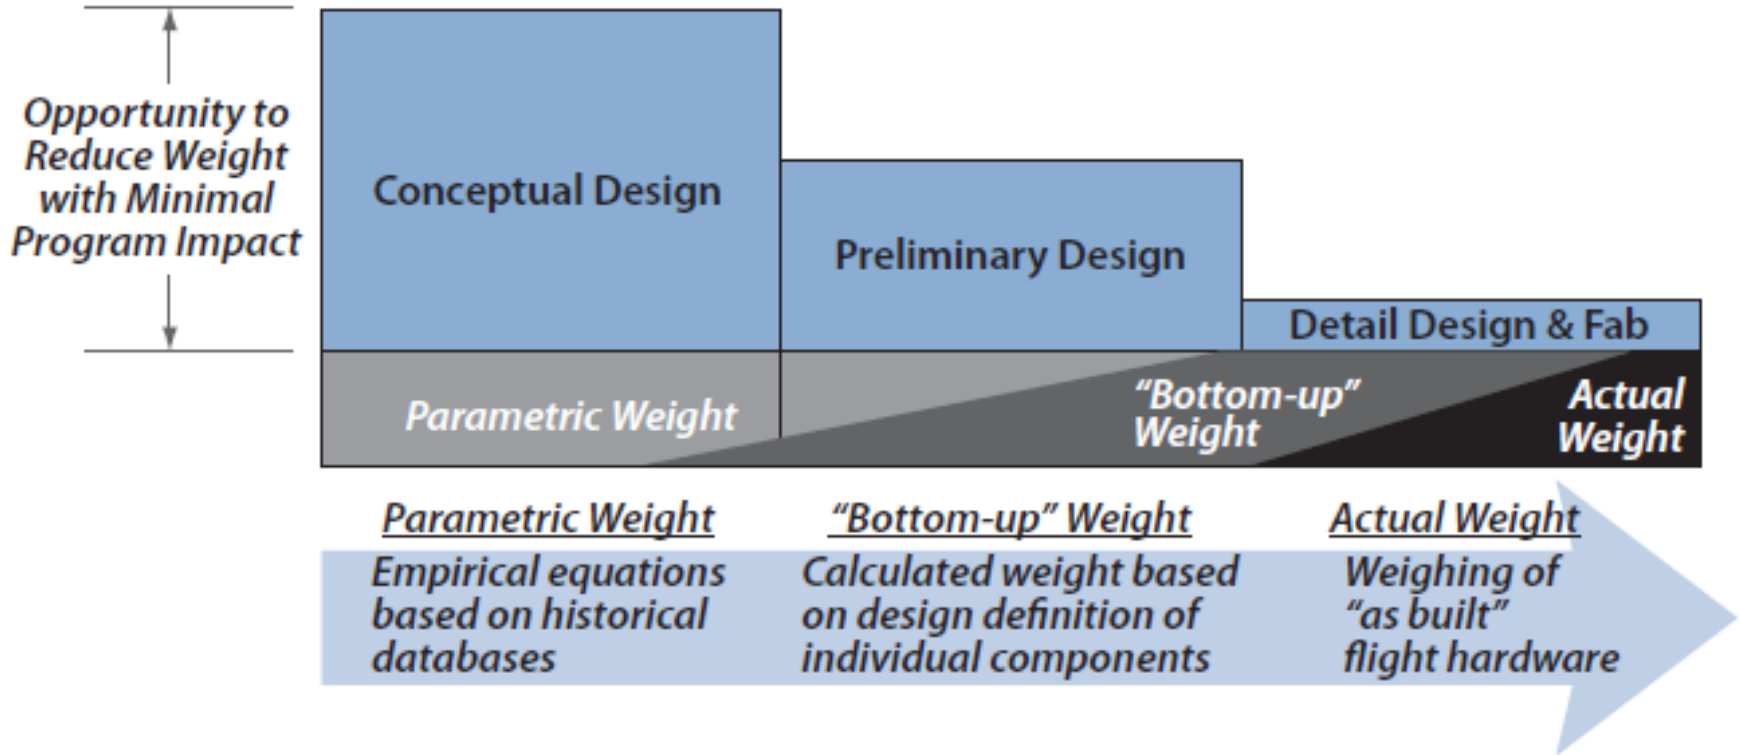 Opportunity to
Reduce Weight
with Minimal
Program Impact
Conceptual Design
Preliminary Design
Detail Design & Fab
Parametric Weight
“Bottom-up”
Weight
Actual
Weight
Parametric Weight
Empirical equations
based on historical
databases
“Bottom-up” Weight
Calculated weight based
on design definition of
individual components
Actual Weight
Weighing of
“as built”
flight hardware